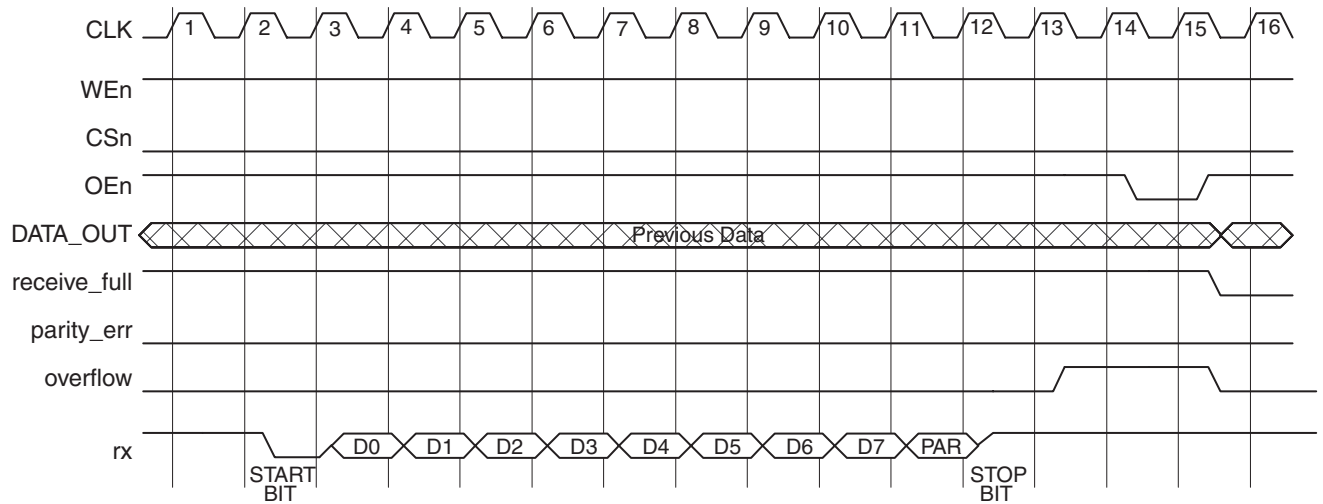 CLK 1 2 3 4 5 6 7 8 9 10 11 12 13 14 15 16
WEn
CSn
OEn
DATA_OUT Previous Data
receive_full
parity_err
overflow
rx D0 D1 D2 D3 D4 D5 D6 D7 PAR
START STOP
BIT BIT